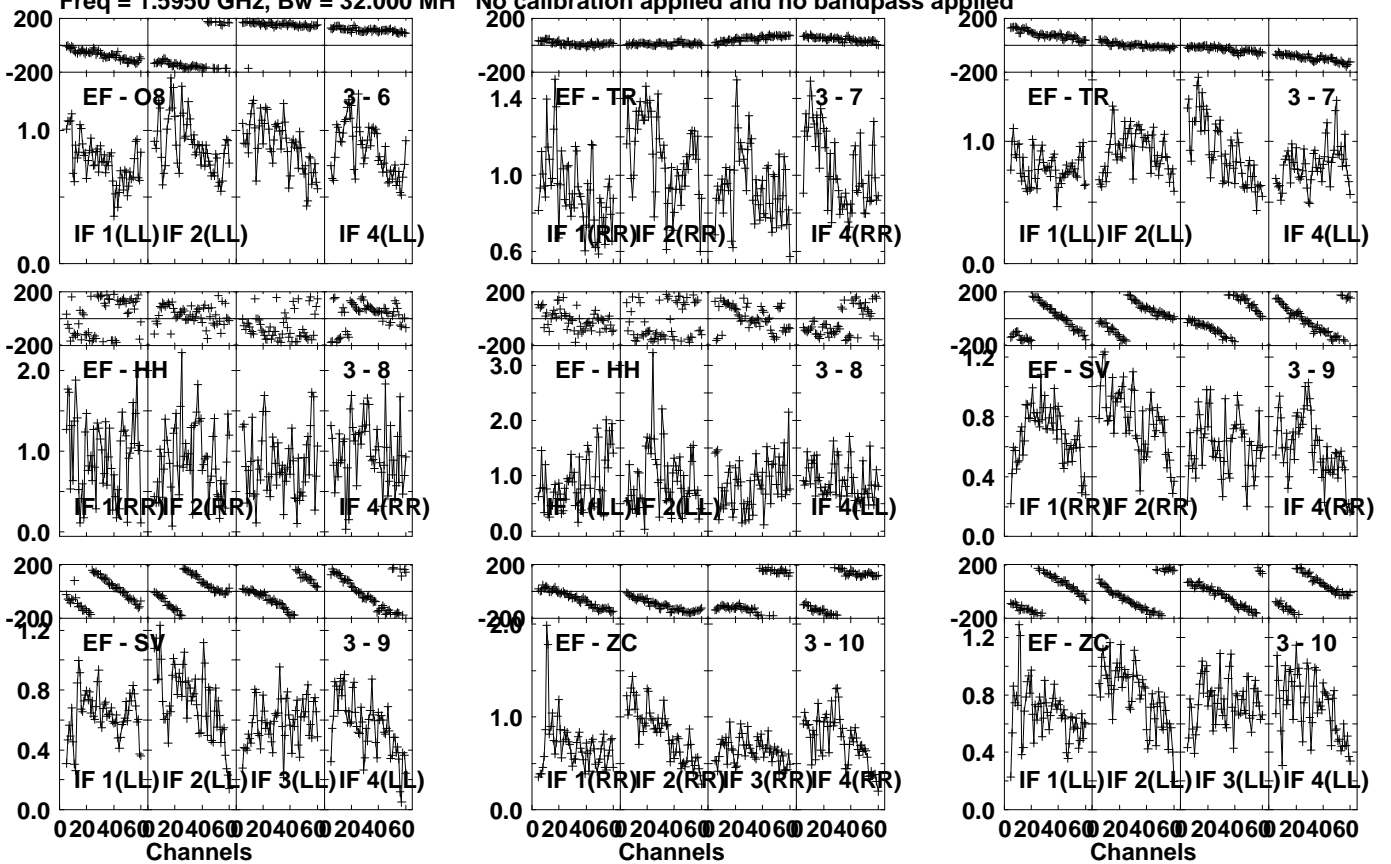 Freq = 1.5950 GHz, Bw = 32.000 MH No calibration applied and no bandpass applied
200
-200
EF - O8 3 - 6
1.0
IF 1(LL) IF 2(LL) IF 4(LL)
0.0
200
-200
EF - TR 3 - 7
1.4
1.0
IF 1(RR) IF 2(RR) IF 4(RR)
0.6
200
-200
EF - TR 3 - 7
1.0
IF 1(LL) IF 2(LL) IF 4(LL)
0.0
200
-200
EF - HH 3 - 8
2.0
1.0
IF 1(RR) IF 2(RR) IF 4(RR)
0.0
200
-200
EF - HH 3 - 8
3.0
2.0
1.0
IF 1(LL) IF 2(LL) IF 4(LL)
0.0
200
-200
1.2
EF - SV 3 - 9
0.8
0.4
IF 1(RR) IF 2(RR) IF 4(RR)
0.0
200
-200
1.2
EF - SV 3 - 9
0.8
0.4
IF 1(LL) IF 2(LL) IF 3(LL) IF 4(LL)
0.0
0 20 40 60 0 20 40 60 0 20 40 60 0 20 40 60
Channels
200
-200
2.0
EF - ZC 3 - 10
1.0
IF 1(RR) IF 2(RR) IF 3(RR) IF 4(RR)
0.0
0 20 40 60 0 20 40 60 0 20 40 60 0 20 40 60
Channels
200
-200
1.2
EF - ZC 3 - 10
0.8
0.4
IF 1(LL) IF 2(LL) IF 3(LL) IF 4(LL)
0.0
0 20 40 60 0 20 40 60 0 20 40 60 0 20 40 60
Channels